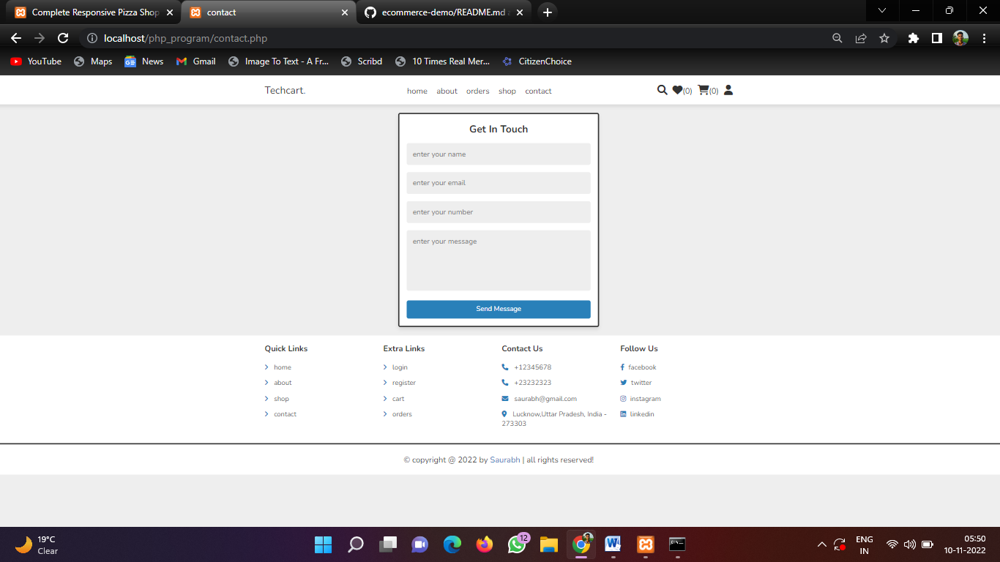 Complete Responsive Pizza Shop
contact
ecommerce-demo/README.md
localhost/php_program/contact.php
YouTube
Maps
News
Gmail
Image To Text - A Fr...
Scribd
10 Times Real Mer...
CitizenChoice
Techcart.
home about orders shop contact
(0) (0)
Get In Touch
enter your name
enter your email
enter your number
enter your message
Send Message
Quick Links
home
about
shop
contact
Extra Links
login
register
cart
orders
Contact Us
+12345678
+23232323
saurabh@gmail.com
Lucknow,Uttar Pradesh, India -
273303
Follow Us
facebook
twitter
instagram
linkedin
© copyright @ 2022 by Saurabh | all rights reserved!
19°C
Clear
12
ENG
IN
05:50
10-11-2022